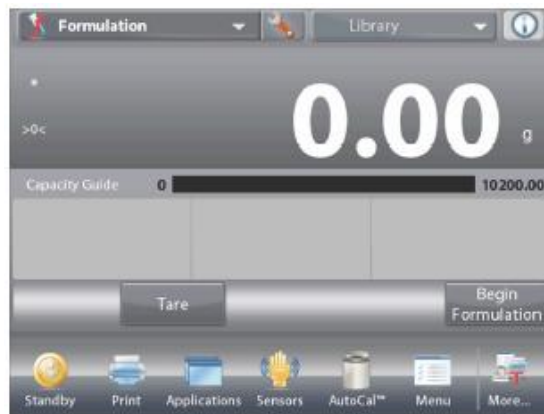 Formulation
Library
>0<
0.00
g
Capacity Guide 0 10200.00
Tare
Begin
Formulation
Standby Print Applications Sensors AutoCal™ Menu More...